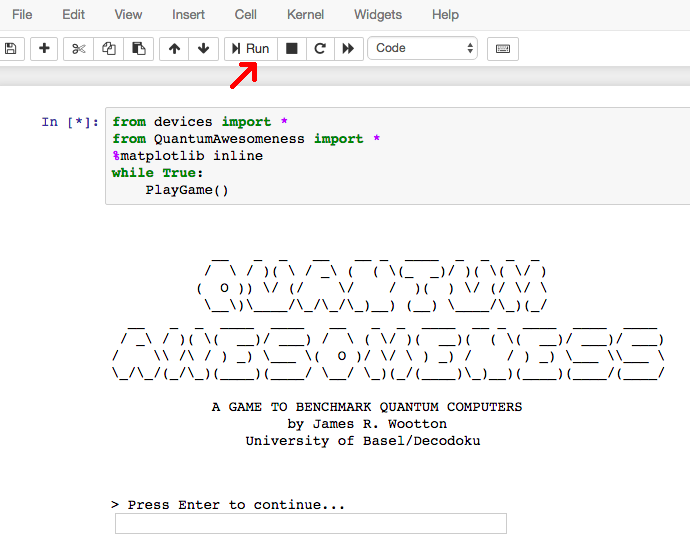 File Edit View Insert Cell Kernel Widgets Help
Run Code
In [*]: from devices import *
from QuantumAwesomeness import *
%matplotlib inline
while True:
PlayGame()
QUANTUM
AWESOMENESS
A GAME TO BENCHMARK QUANTUM COMPUTERS
by James R. Wootton
University of Basel/Decodoku
> Press Enter to continue...